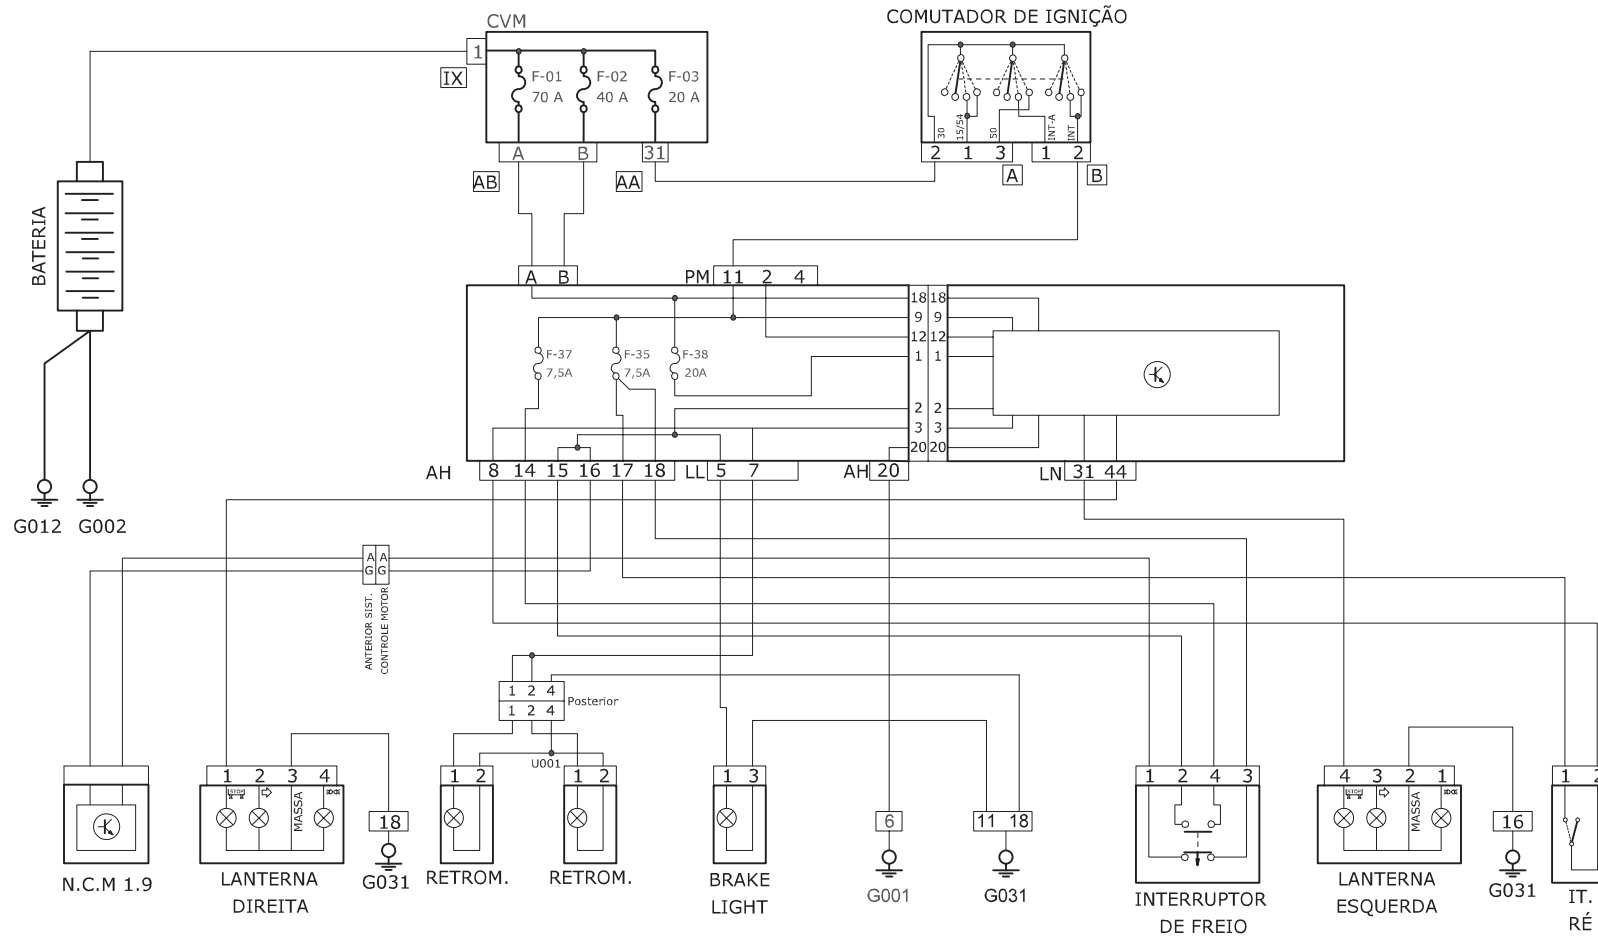 CVM
COMUTADOR DE IGNIÇÃO
1
IX
F-01
70 A
F-02
40 A
F-03
20 A
30
15/54
50
INT-A
INT
A
B
31
2
1
3
1
2
AB
AA
A
B
BATERIA
A
B
PM
11
2
4
18
18
9
9
12
12
1
1
F-37
7,5A
F-35
7,5A
F-38
20A
2
2
3
3
20
20
AH
8
14
15
16
17
18
LL
5
7
AH
20
LN
31
44
G012
G002
A
G
A
G
ANTERIOR SIST.
CONTROLE MOTOR
1
2
4
Posterior
1
2
4
U001
1
2
3
4
1
2
1
2
1
3
1
2
4
3
4
3
2
1
1
2
STOP
MASSA
STOP
MASSA
18
6
11
18
16
N.C.M 1.9
LANTERNA
DIREITA
G031
RETROM.
RETROM.
BRAKE
LIGHT
G001
G031
INTERRUPTOR
DE FREIO
LANTERNA
ESQUERDA
G031
IT.
RÉ